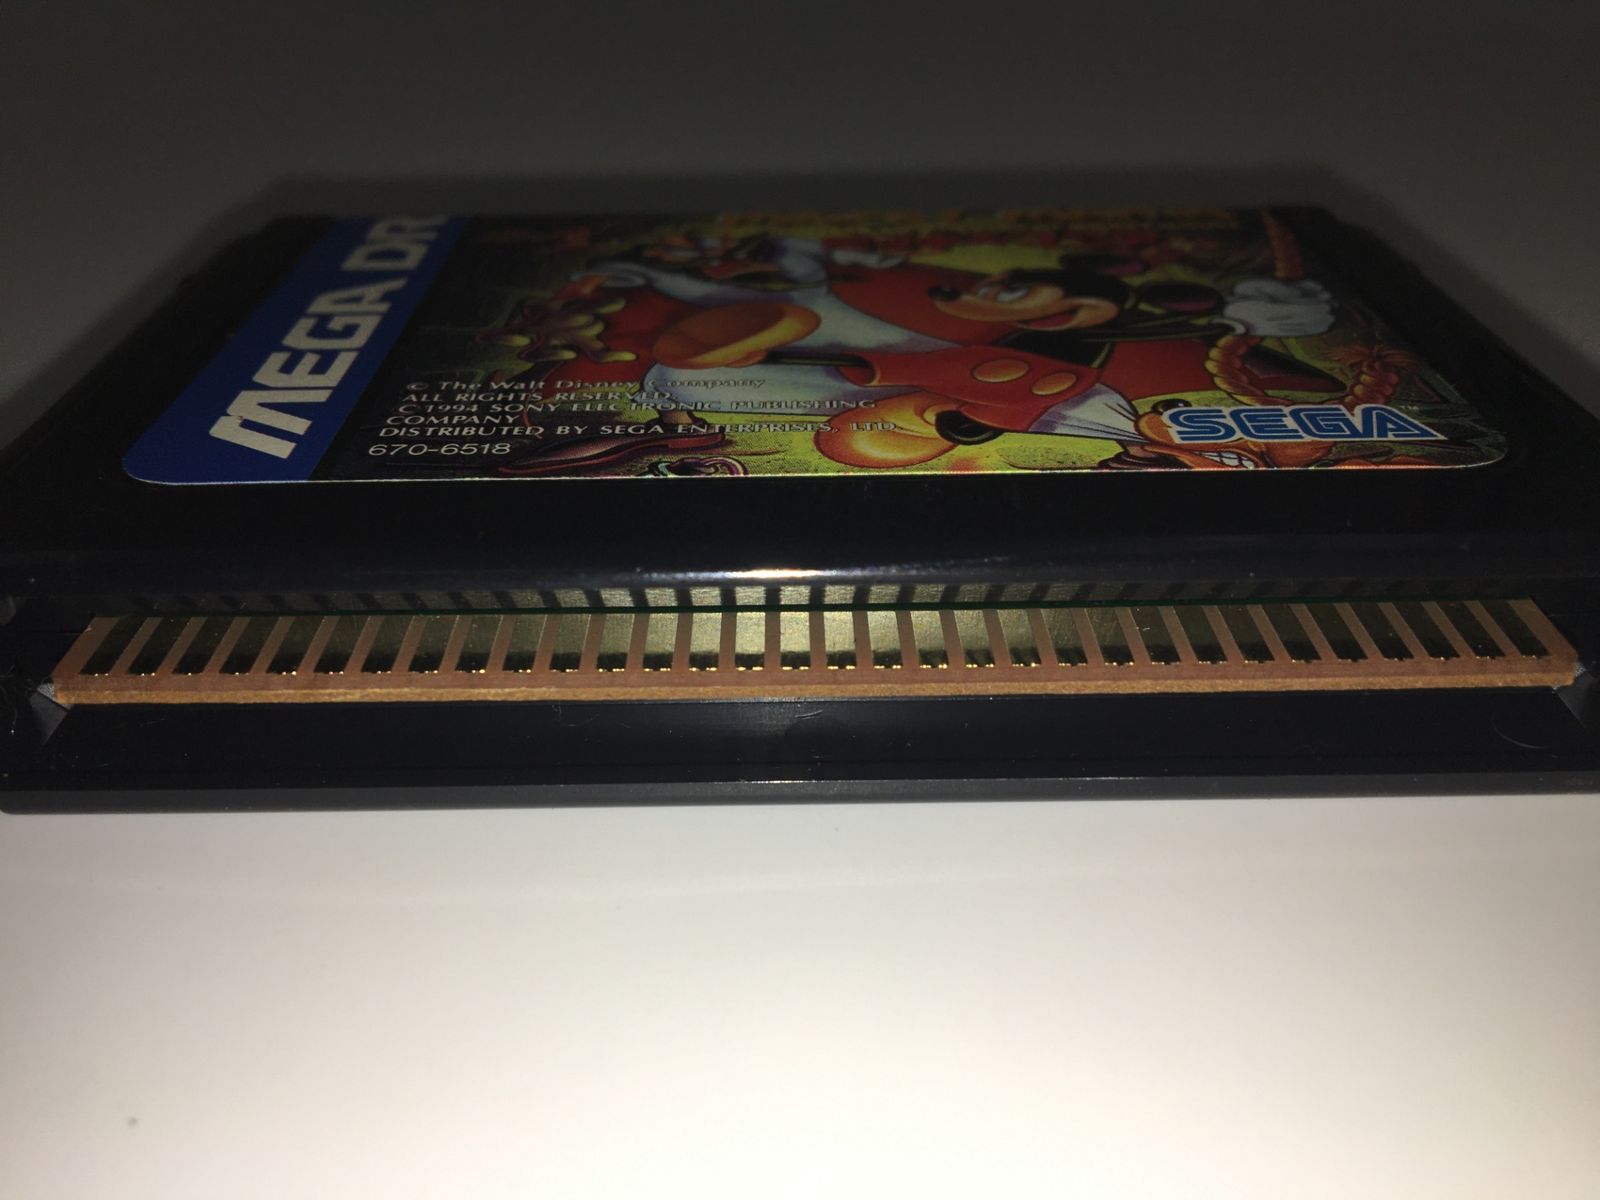 MEGA DR
© The Walt Disney Company
ALL RIGHTS RESERVED.
C 1994 SONY ELECTRONIC PUBLISHING
COMPANY.
DISTRIBUTED BY SEGA ENTERPRISES, LTD.
670-6518
SEGA™